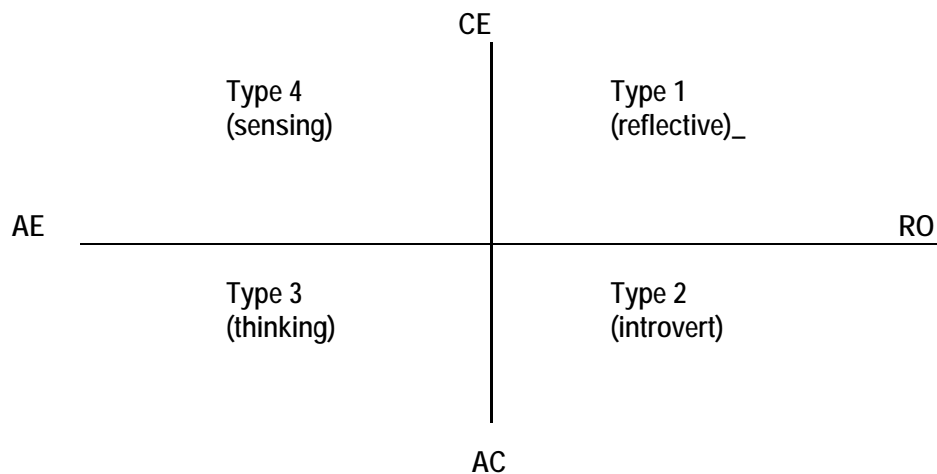 CE
Type 4
(sensing)
Type 1
(reflective)_
AE
RO
Type 3
(thinking)
Type 2
(introvert)
AC